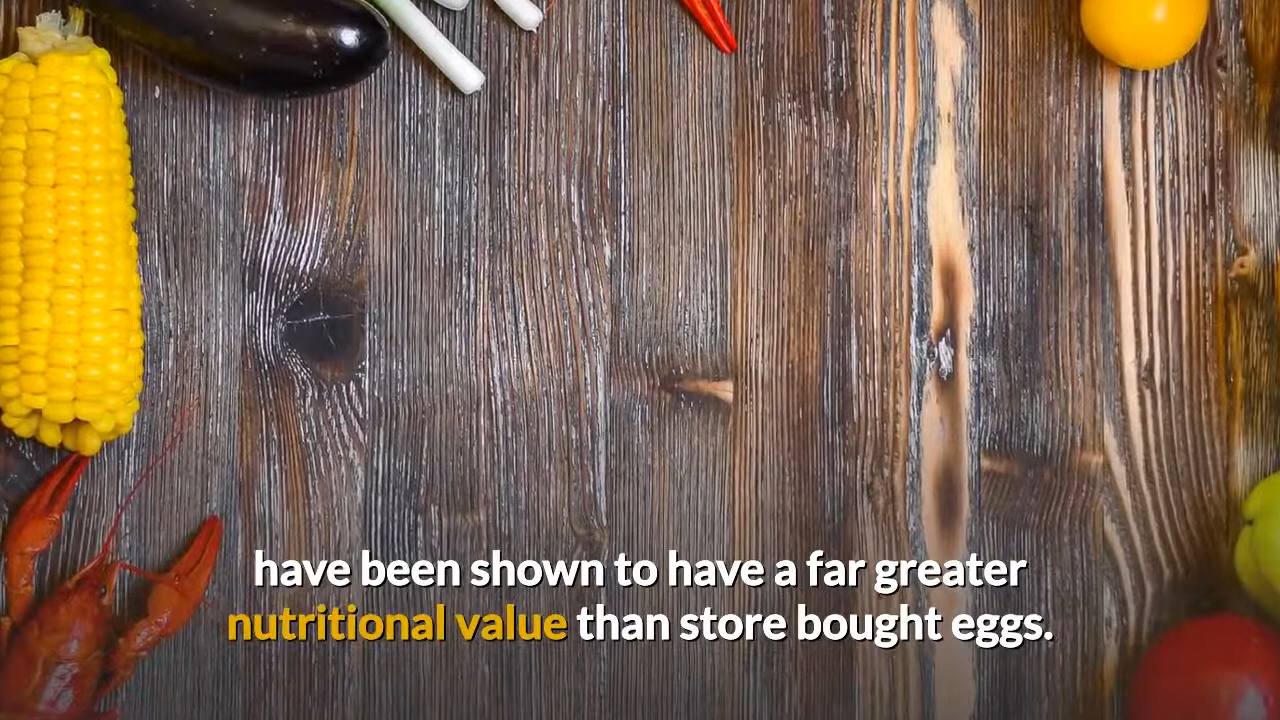 have been shown to have a far greater
nutritional value than store bought eggs.